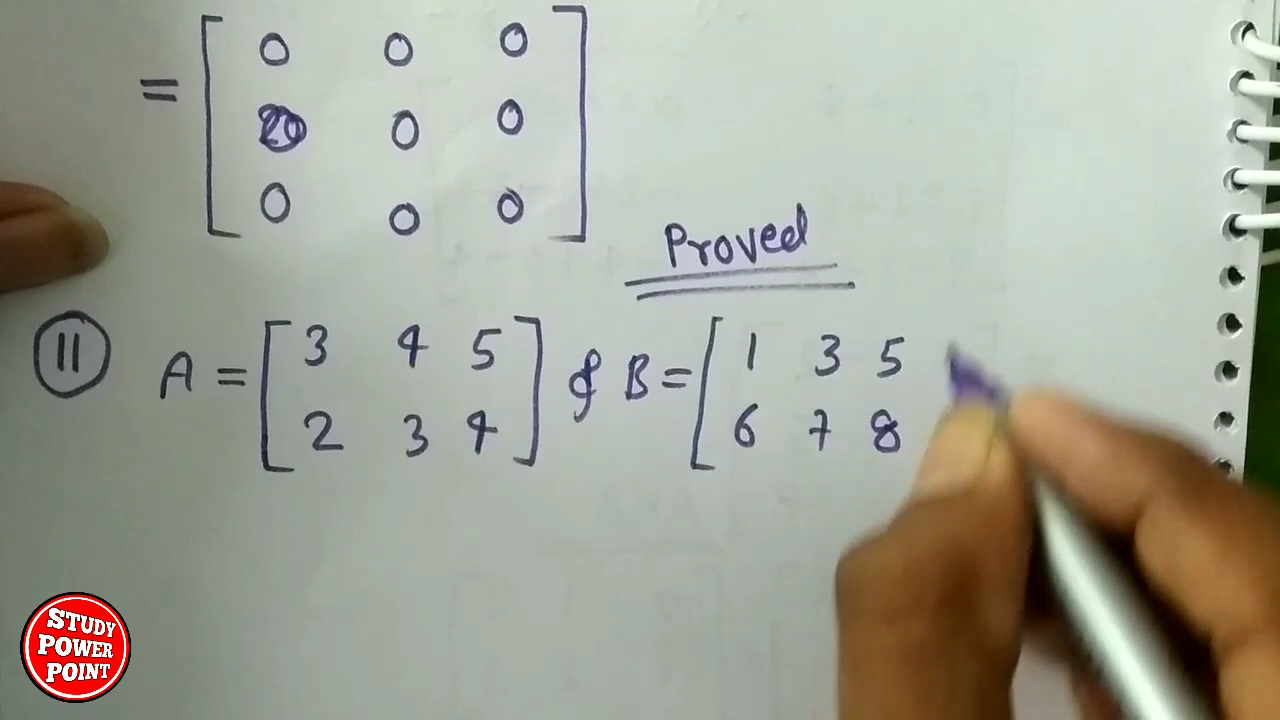 0 0 0
= 0 0
0 0 0
Proved
11 A = [ 3 4 5 & B = [ 1 3 5
2 3 4 ] 6 7 8
STUDY
POWER
POINT